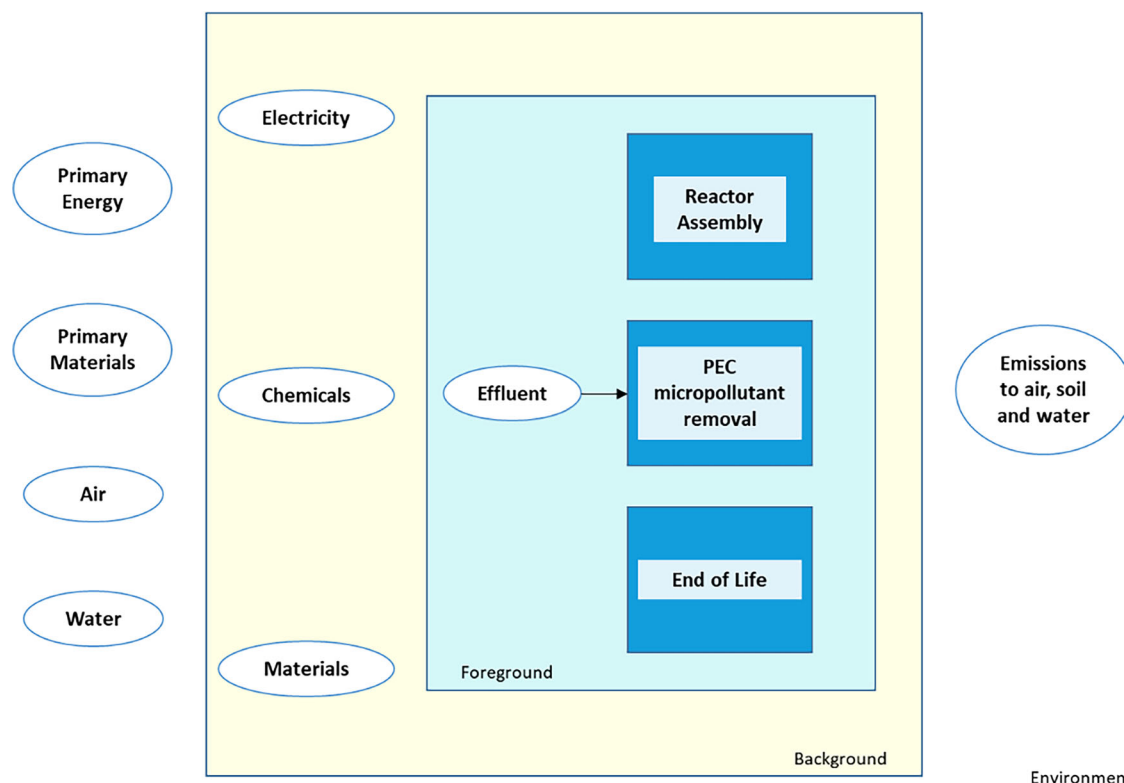 Electricity
Primary
Energy
Reactor
Assembly
Primary
Materials
Chemicals
Effluent
PEC
micropollutant
removal
Emissions
to air, soil
and water
Air
End of Life
Water
Materials
Foreground
Background
Environmen